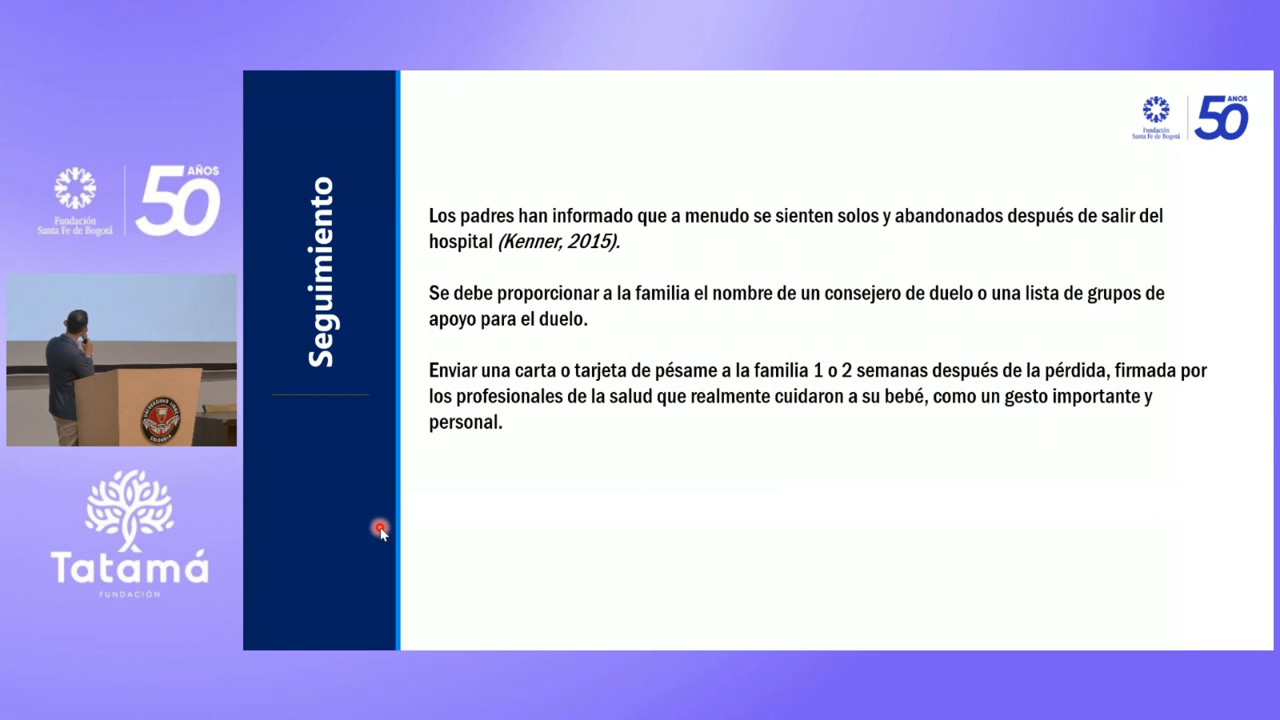 Fundación
Santa Fe de Bogotá
50
AÑOS
UNIVERSIDAD LIBRE
COLOMBIA
Tatamá
FUNDACIÓN
Seguimiento
Fundación
Santa Fe de Bogotá
50
AÑOS
Los padres han informado que a menudo se sienten solos y abandonados después de salir del
hospital (Kenner, 2015).
Se debe proporcionar a la familia el nombre de un consejero de duelo o una lista de grupos de
apoyo para el duelo.
Enviar una carta o tarjeta de pésame a la familia 1 o 2 semanas después de la pérdida, firmada por
los profesionales de la salud que realmente cuidaron a su bebé, como un gesto importante y
personal.